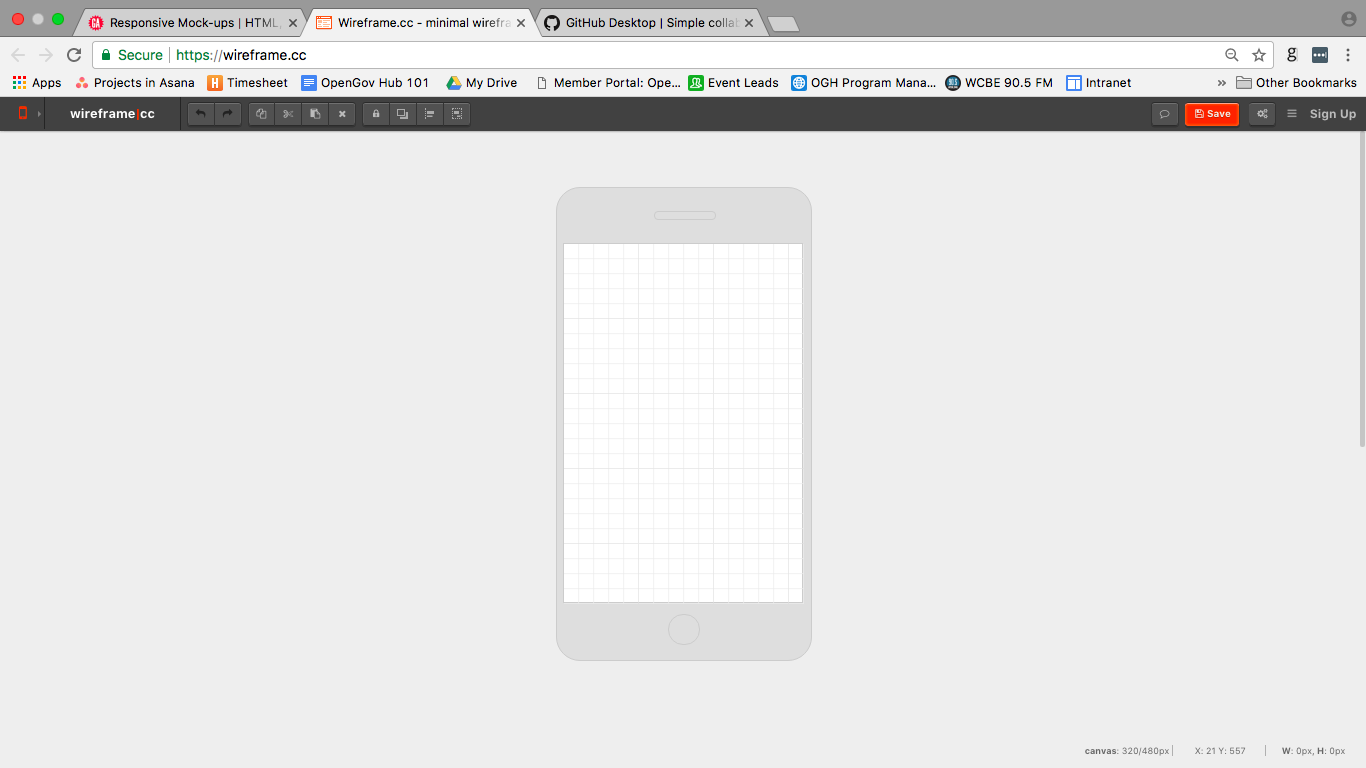 Responsive Mock-ups | HTML,
Wireframe.cc - minimal wirefra
GitHub Desktop | Simple collab
Secure https://wireframe.cc
Apps Projects in Asana Timesheet OpenGov Hub 101 My Drive Member Portal: Ope... Event Leads OGH Program Mana... WCBE 90.5 FM Intranet » Other Bookmarks
wireframe|cc Save Sign Up
canvas: 320/480px | X: 21 Y: 557 | W: 0px, H: 0px